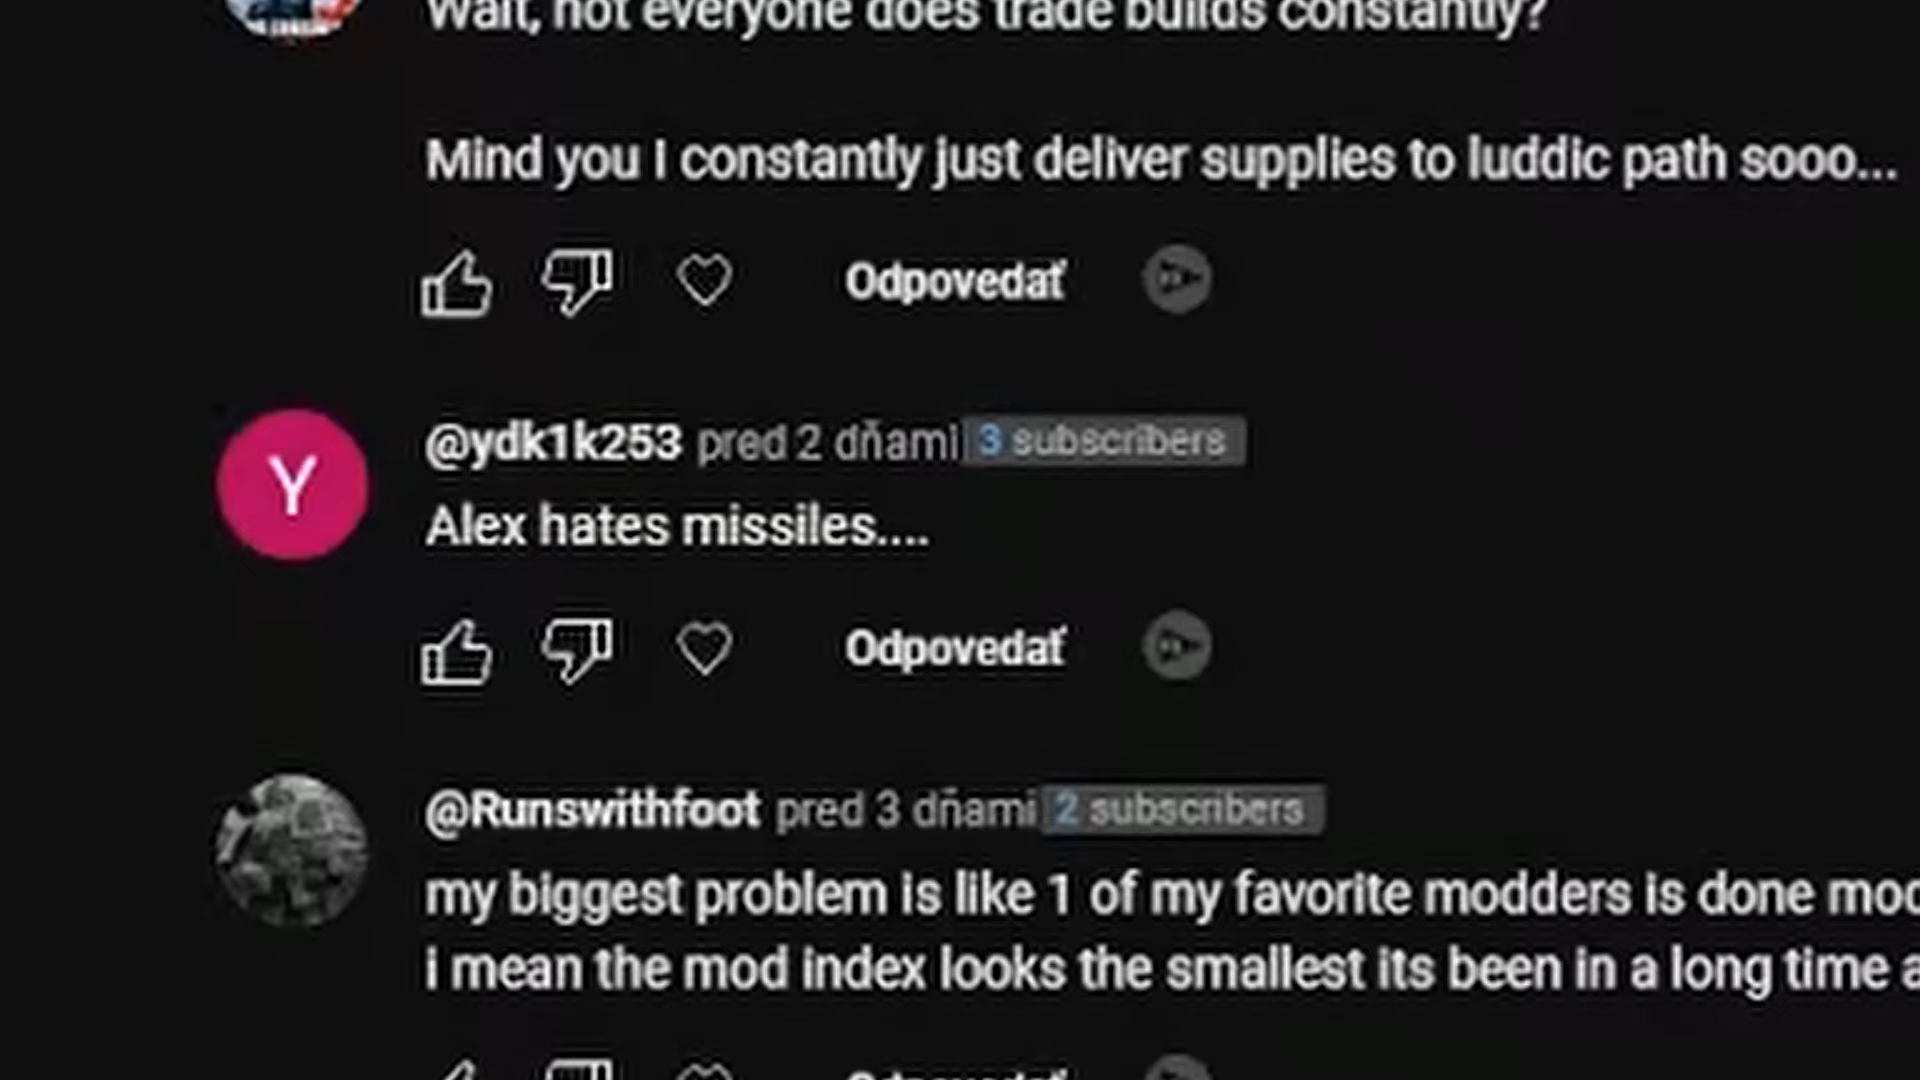 Wait, not everyone does trade builds constantly?
Mind you I constantly just deliver supplies to luddic path sooo...
Odpovedať
@ydk1k253 pred 2 dňami 3 subscribers
Y
Alex hates missiles....
Odpovedať
@Runswithfoot pred 3 dňami 2 subscribers
my biggest problem is like 1 of my favorite modders is done
i mean the mod index looks the smallest its been in a long time
Odpovedať